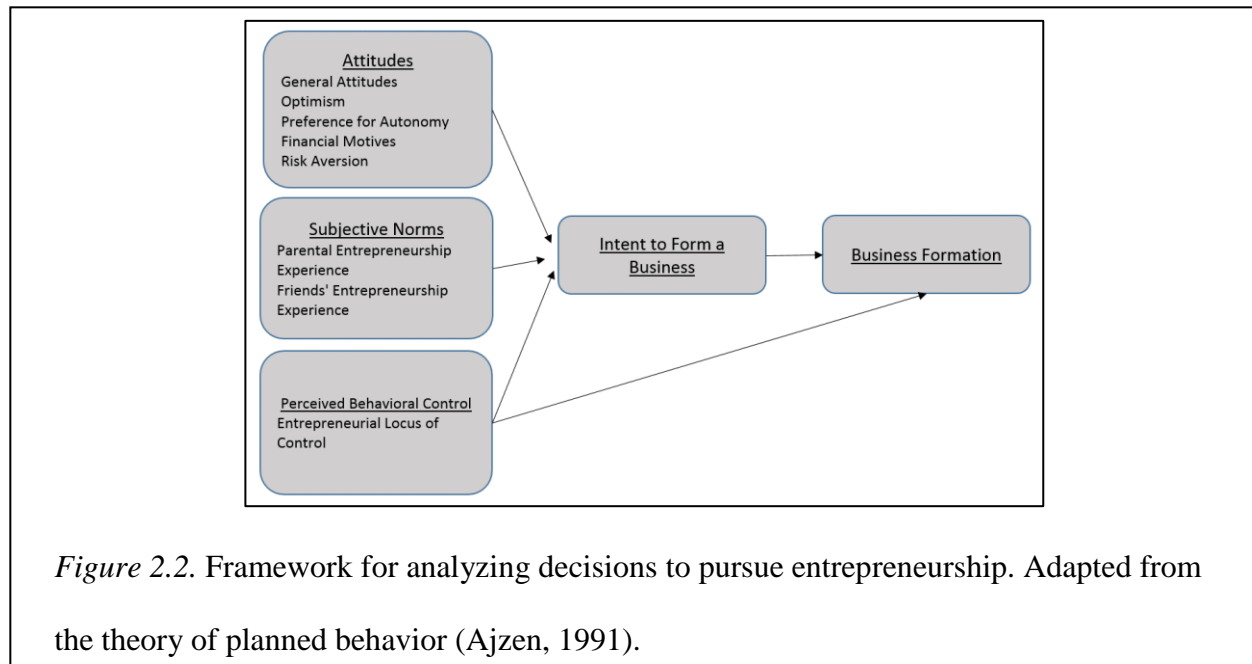 Attitudes
General Attitudes
Optimism
Preference for Autonomy
Financial Motives
Risk Aversion
Subjective Norms
Parental Entrepreneurship
Experience
Friends' Entrepreneurship
Experience
Perceived Behavioral Control
Entrepreneurial Locus of
Control
Intent to Form a
Business
Business Formation
Figure 2.2. Framework for analyzing decisions to pursue entrepreneurship. Adapted from
the theory of planned behavior (Ajzen, 1991).